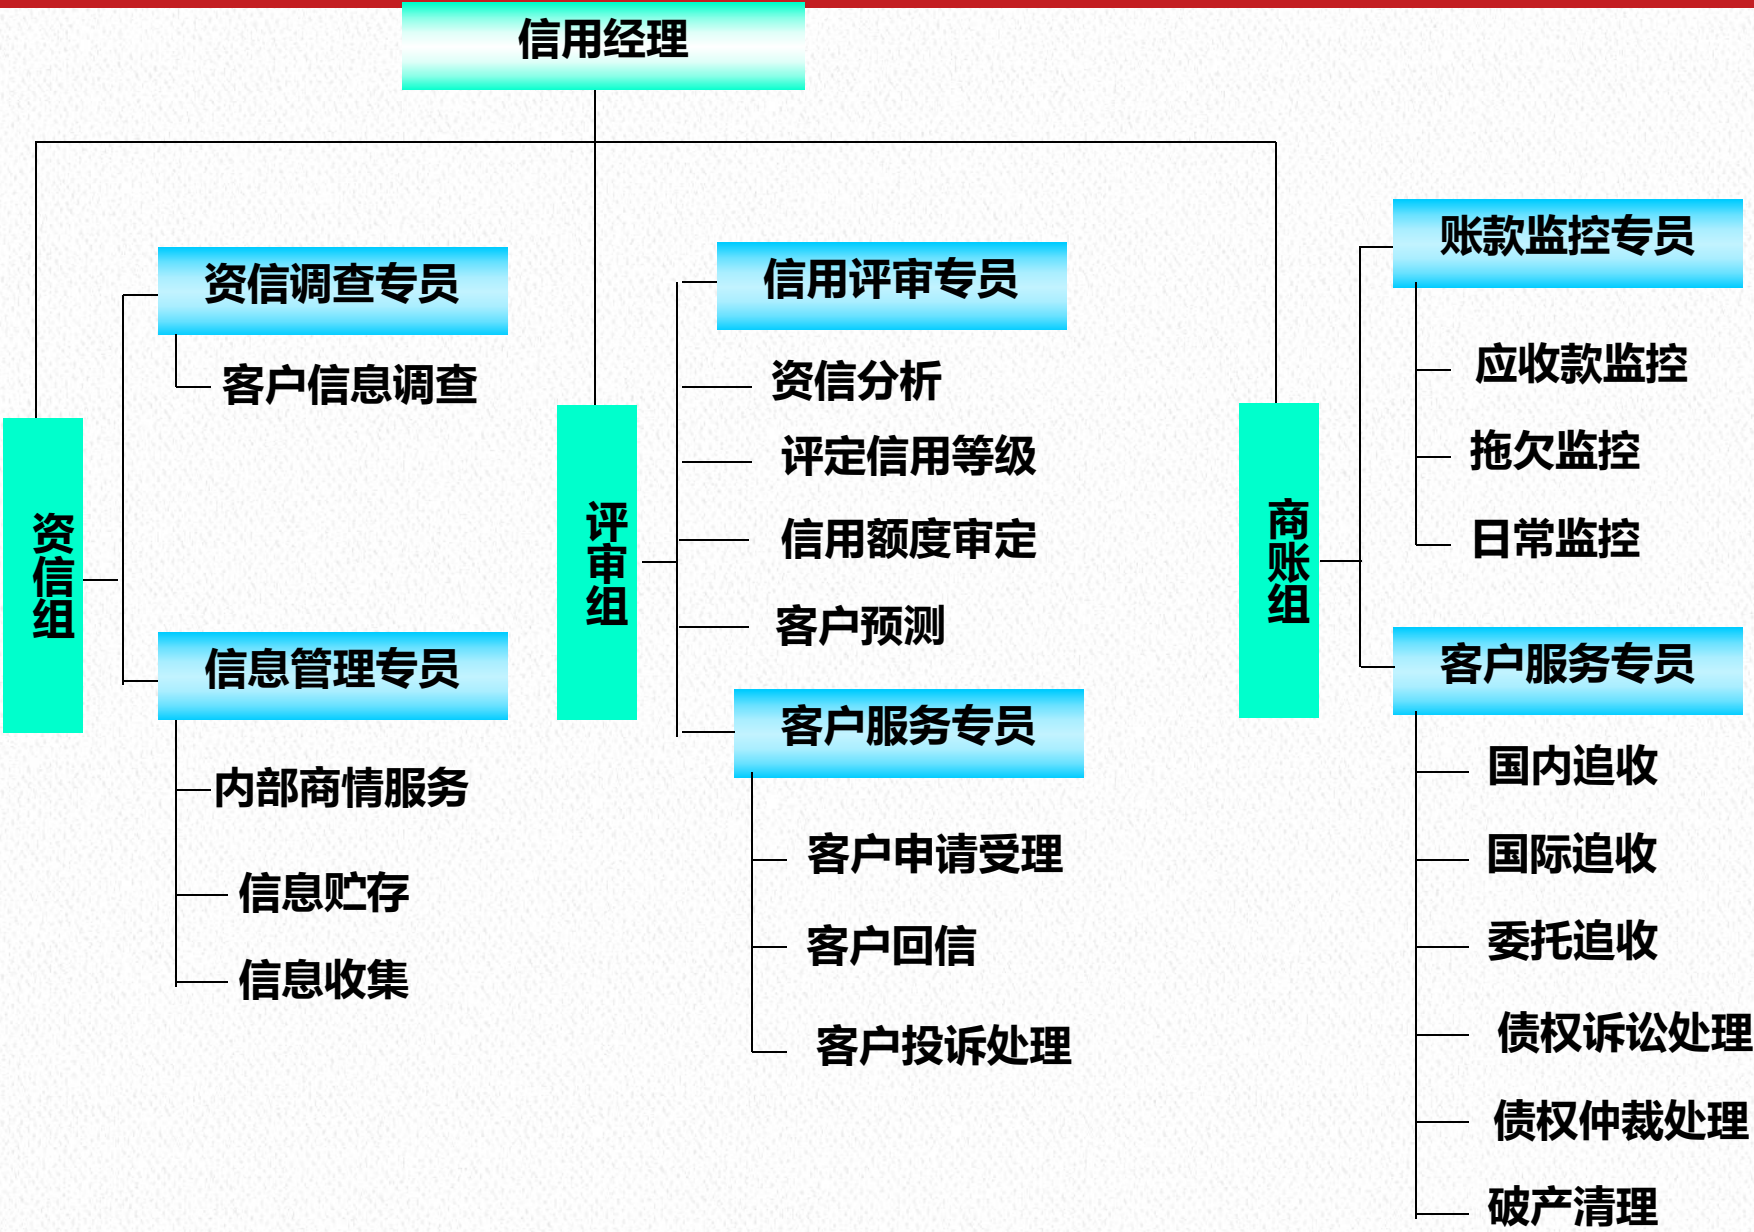 信用经理
资信组
资信调查专员
客户信息调查
信息管理专员
内部商情服务
信息贮存
信息收集
评审组
信用评审专员
资信分析
评定信用等级
信用额度审定
客户预测
客户服务专员
客户申请受理
客户回信
客户投诉处理
商账组
账款监控专员
应收款监控
拖欠监控
日常监控
客户服务专员
国内追收
国际追收
委托追收
债权诉讼处理
债权仲裁处理
破产清理